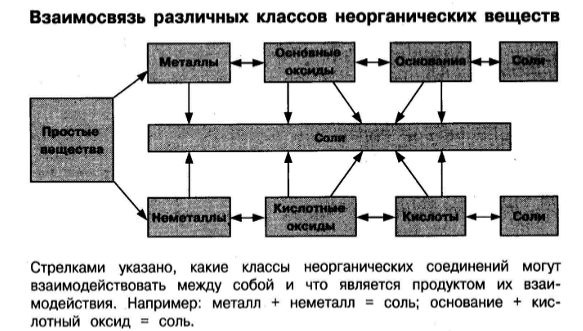 Взаимосвязь различных классов неорганических веществ
Металлы
Основные
оксиды
Основания
Соли
Простые
вещества
Соли
Неметаллы
Кислотные
оксиды
Кислоты
Соли
Стрелками указано, какие классы неорганических соединений могут
взаимодействовать между собой и что является продуктом их взаи-
модействия. Например: металл + неметалл = соль; основание + кис-
лотный оксид = соль.